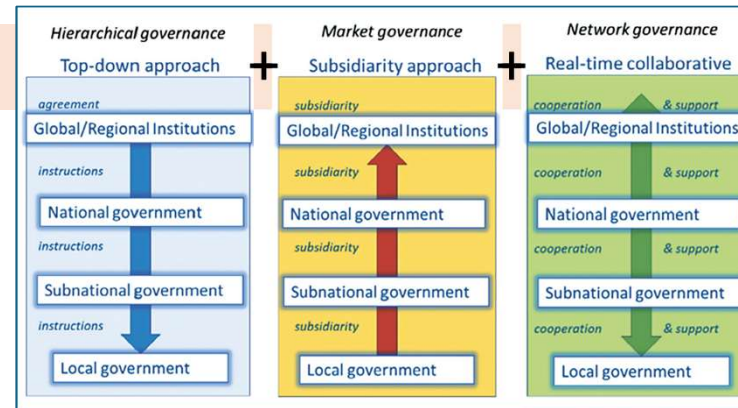 Hierarchical governance
Top-down approach
agreement
Global/Regional Institutions
instructions
National government
instructions
Subnational government
instructions
Local government
+
Market governance
Subsidiarity approach
subsidiarity
Global/Regional Institutions
subsidiarity
National government
subsidiarity
Subnational government
subsidiarity
Local government
+
Network governance
Real-time collaborative
cooperation & support
Global/Regional Institutions
cooperation & support
National government
cooperation & support
Subnational government
cooperation & support
Local government